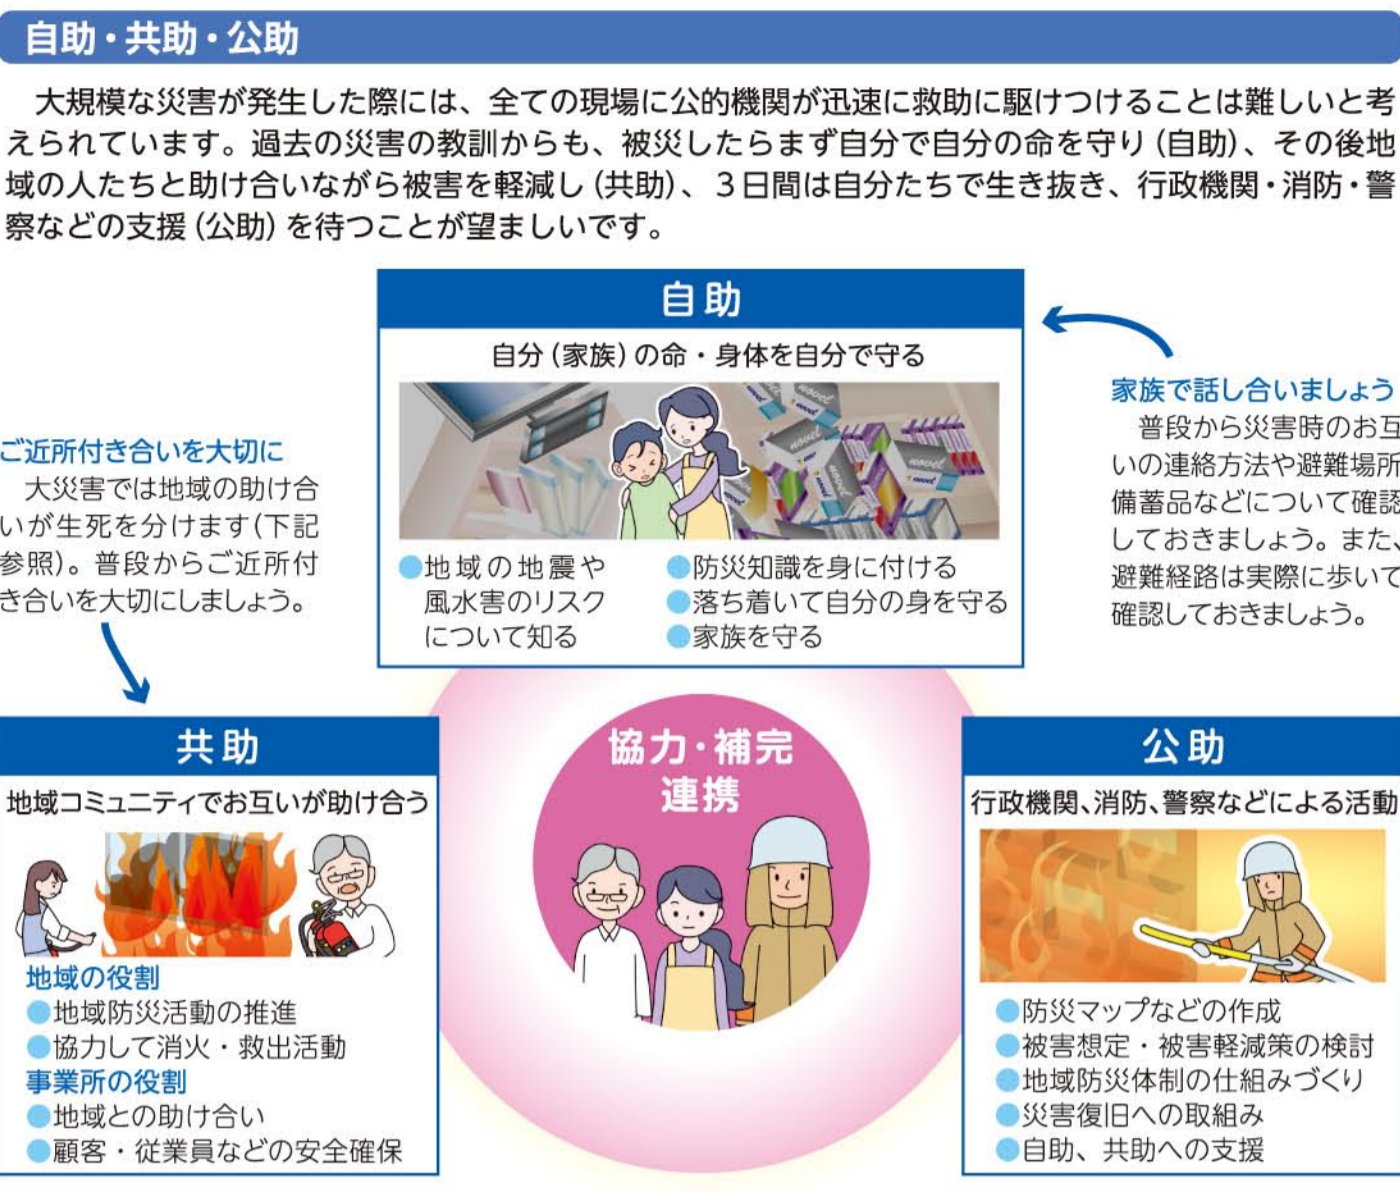 自助・共助・公助
大規模な災害が発生した際には、全ての現場に公的機関が迅速に救助に駆けつけることは難しいと考
えられています。過去の災害の教訓からも、被災したらまず自分で自分の命を守り（自助）、その後地
域の人たちと助け合いながら被害を軽減し（共助）、３日間は自分たちで生き抜き、行政機関・消防・警
察などの支援（公助）を待つことが望ましいです。
自助
自分（家族）の命・身体を自分で守る
novel
novel
novel
novel
novel
novel
●地域の地震や
風水害のリスク
について知る
●防災知識を身に付ける
●落ち着いて自分の身を守る
●家族を守る
家族で話し合いましょう
普段から災害時のお互
いの連絡方法や避難場所
備蓄品などについて確認
しておきましょう。また、
避難経路は実際に歩いて
確認しておきましょう。
ご近所付き合いを大切に
大災害では地域の助け合
いが生死を分けます(下記
参照)。普段からご近所付
き合いを大切にしましょう。
共助
地域コミュニティでお互いが助け合う
地域の役割
●地域防災活動の推進
●協力して消火・救出活動
事業所の役割
●地域との助け合い
●顧客・従業員などの安全確保
協力・補完
連携
公助
行政機関、消防、警察などによる活動
●防災マップなどの作成
●被害想定・被害軽減策の検討
●地域防災体制の仕組みづくり
●災害復旧への取組み
●自助、共助への支援